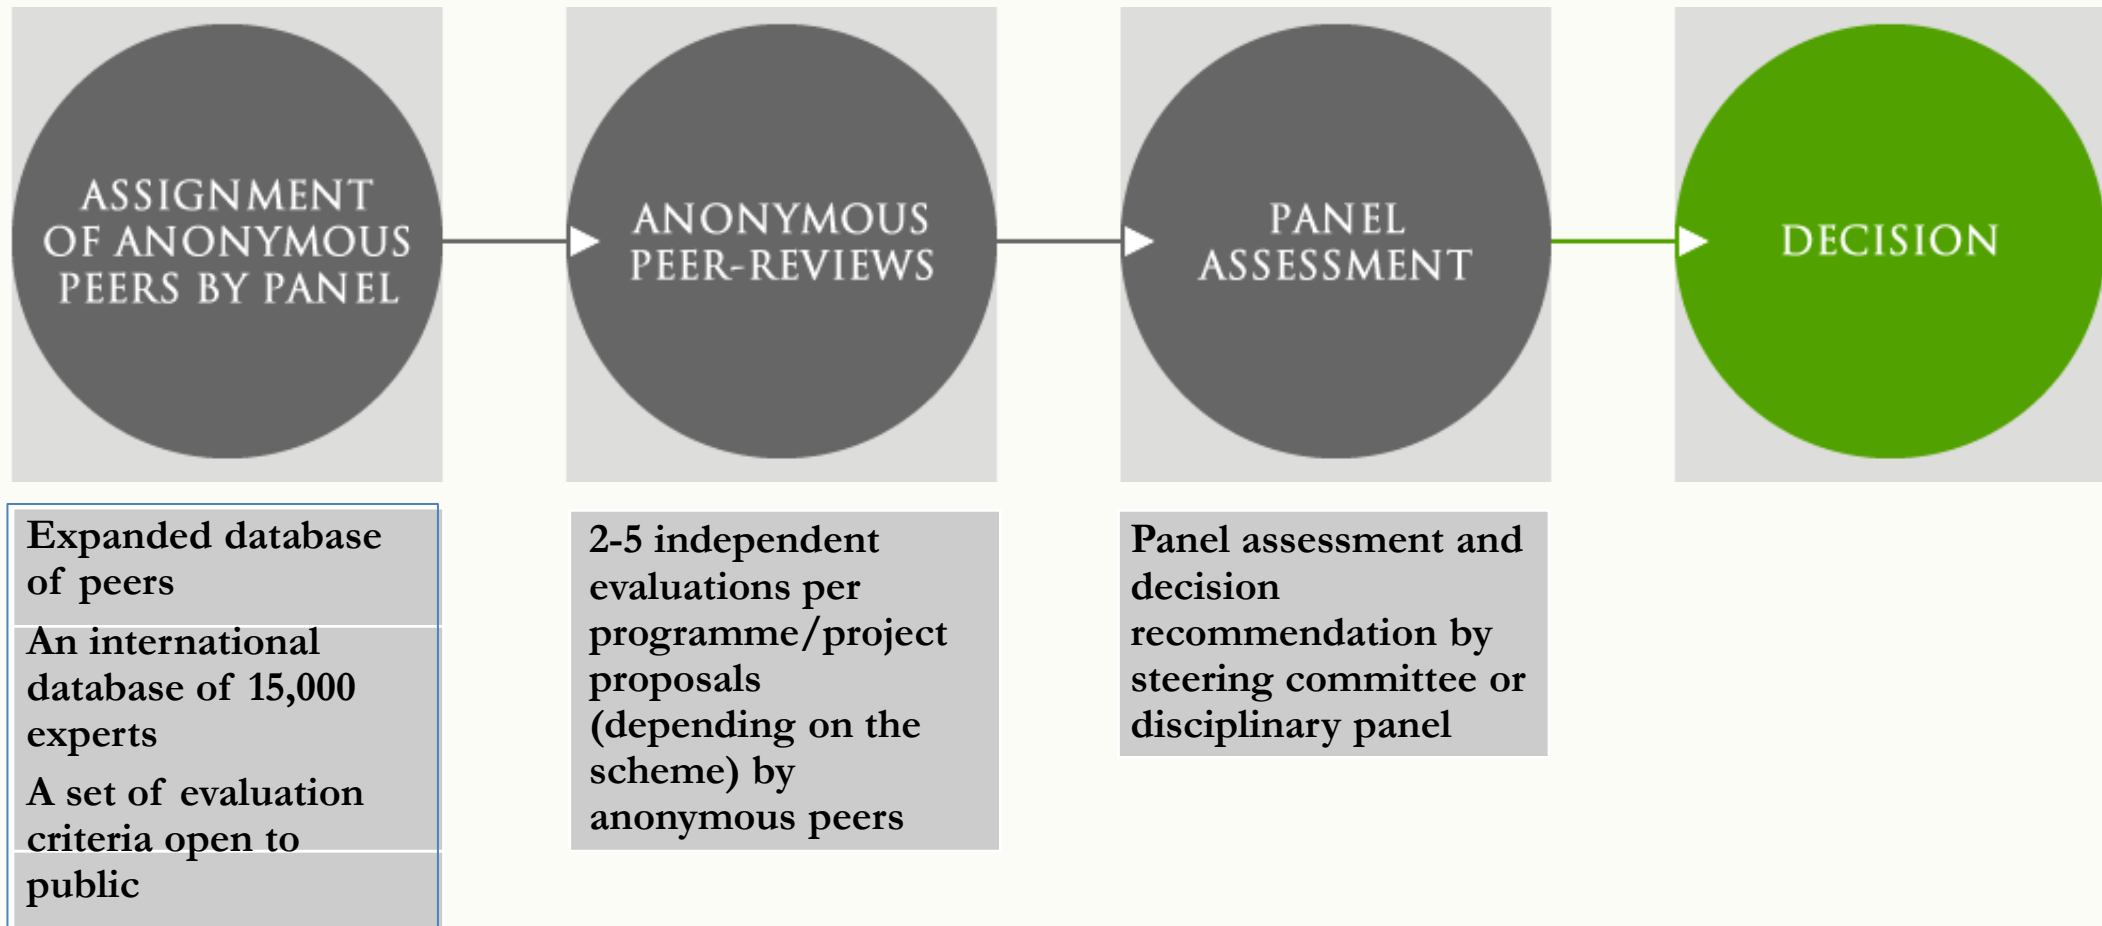 ASSIGNMENT
OF ANONYMOUS
PEERS BY PANEL
ANONYMOUS
PEER-REVIEWS
PANEL
ASSESSMENT
DECISION
Expanded database
of peers
An international
database of 15,000
experts
A set of evaluation
criteria open to
public
2-5 independent
evaluations per
programme/project
proposals
(depending on the
scheme) by
anonymous peers
Panel assessment and
decision
recommendation by
steering committee or
disciplinary panel